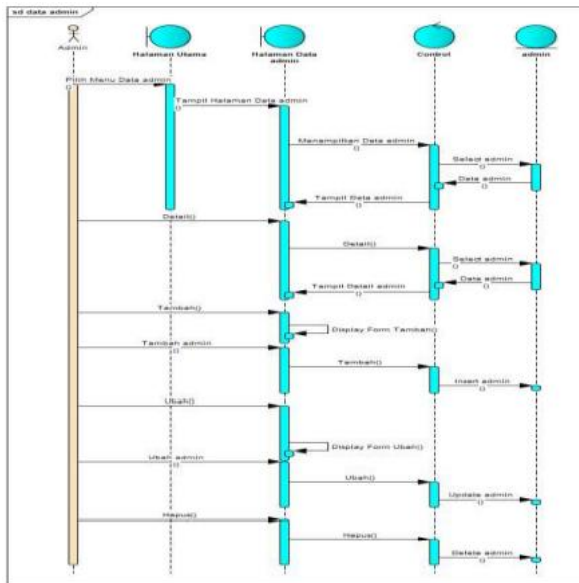 sd data admin
Admin
Halaman Utama
Halaman Data
admin
Control
admin
Pilih Menu Data admin
()
Tampil Halaman Data admin
()
Menampilkan Data admin
()
Select admin
()
Data admin
()
Tampil Data admin
()
Detail()
Detail()
Select admin
()
Data admin
()
Tampil Detail admin
()
Tambah()
Display Form Tambah()
Tambah admin
()
Tambah()
Insert admin
()
Ubah()
Display Form Ubah()
Ubah admin
()
Ubah()
Update admin
()
Hapus()
Hapus()
Delete admin
()